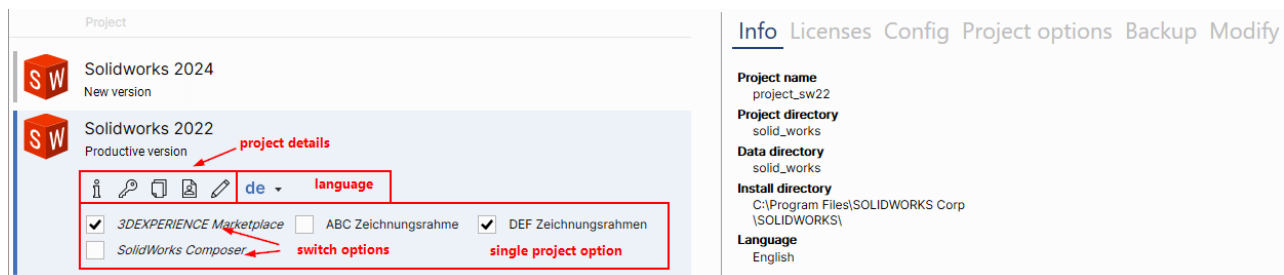 Project
SW
Solidworks 2024
New version
SW
Solidworks 2022
Productive version
project details
de
language
3DEXPERIENCE Marketplace
ABC Zeichnungsrahme
DEF Zeichnungsrahmen
SolidWorks Composer
switch options
single project option
Info Licenses Config Project options Backup Modify
Project name
project_sw22
Project directory
solid_works
Data directory
solid_works
Install directory
C:\Program Files\SOLIDWORKS Corp
\SOLIDWORKS\
Language
English